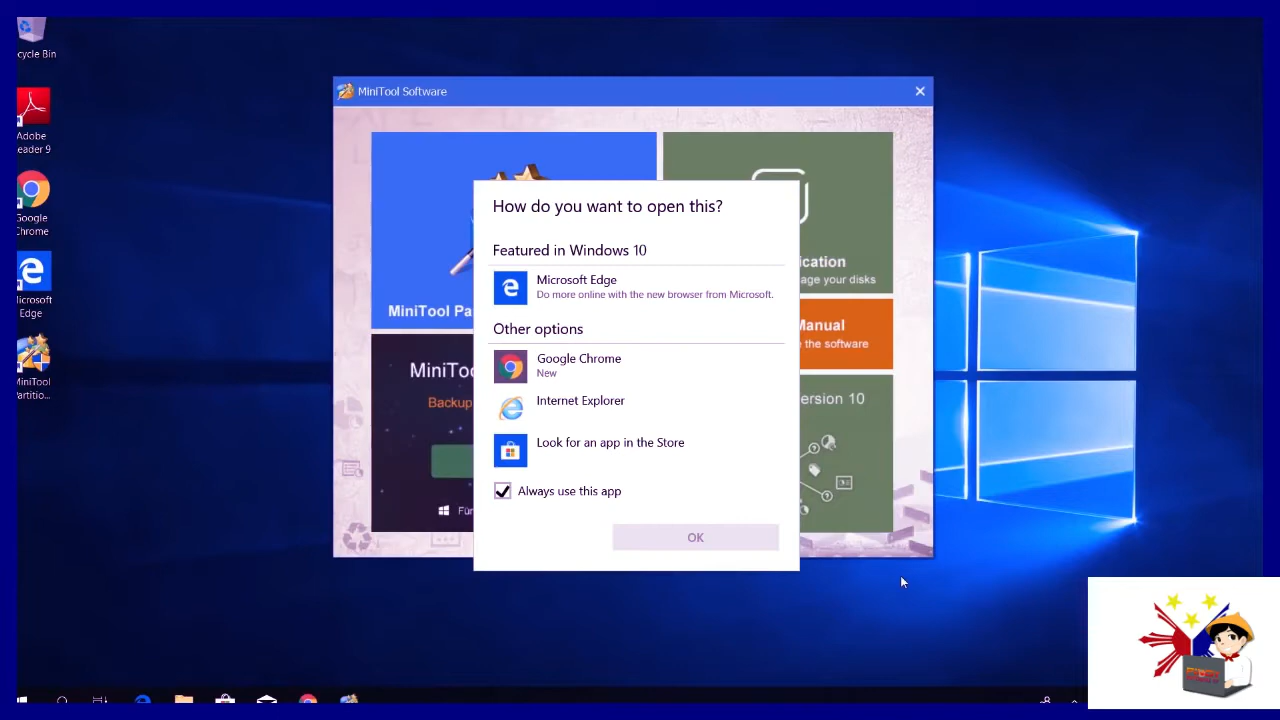 cycle Bin
Adobe
eader 9
Google
Chrome
Microsoft
Edge
MiniTool
Partitio...
MiniTool Software
MiniTool Pa
ication
age your disks
Manual
e the software
MiniToo
Backup
Für
ersion 10
How do you want to open this?
Featured in Windows 10
Microsoft Edge
Do more online with the new browser from Microsoft.
Other options
Google Chrome
New
Internet Explorer
Look for an app in the Store
Always use this app
OK